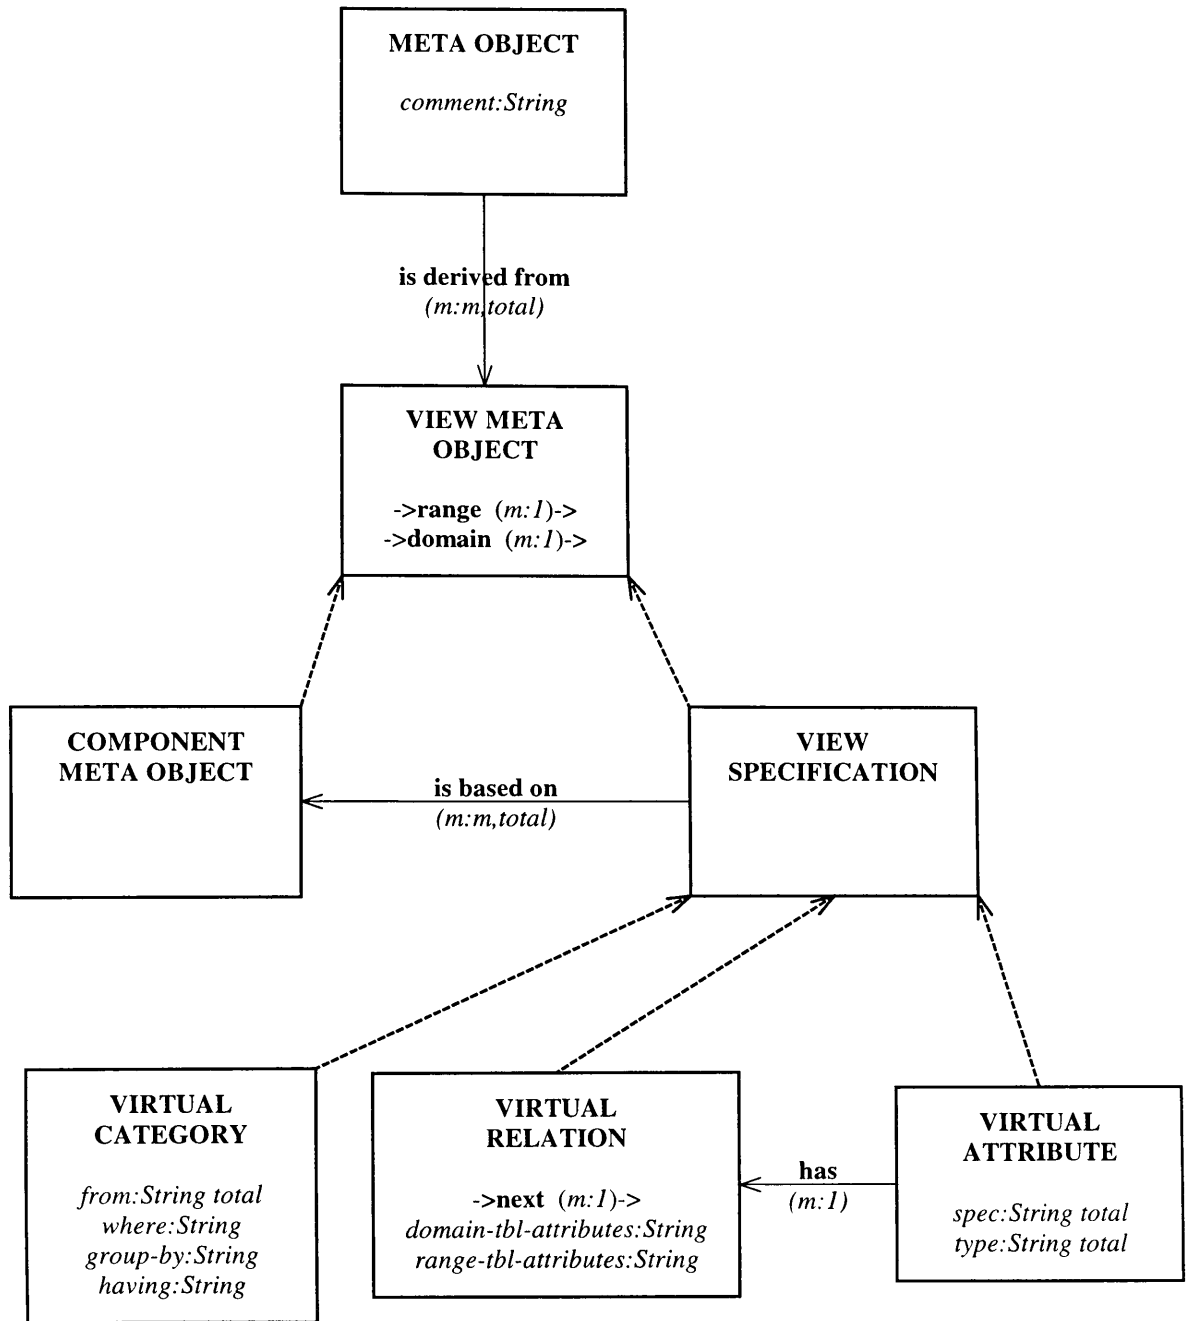 META OBJECT
comment:String
is derived from
(m:m,total)
VIEW META
OBJECT
->range (m:1)->
->domain (m:1)->
COMPONENT
META OBJECT
is based on
(m:m,total)
VIEW
SPECIFICATION
VIRTUAL
CATEGORY
from:String total
where:String
group-by:String
having:String
VIRTUAL
RELATION
->next (m:1)->
domain-tbl-attributes:String
range-tbl-attributes:String
has
(m:1)
VIRTUAL
ATTRIBUTE
spec:String total
type:String total